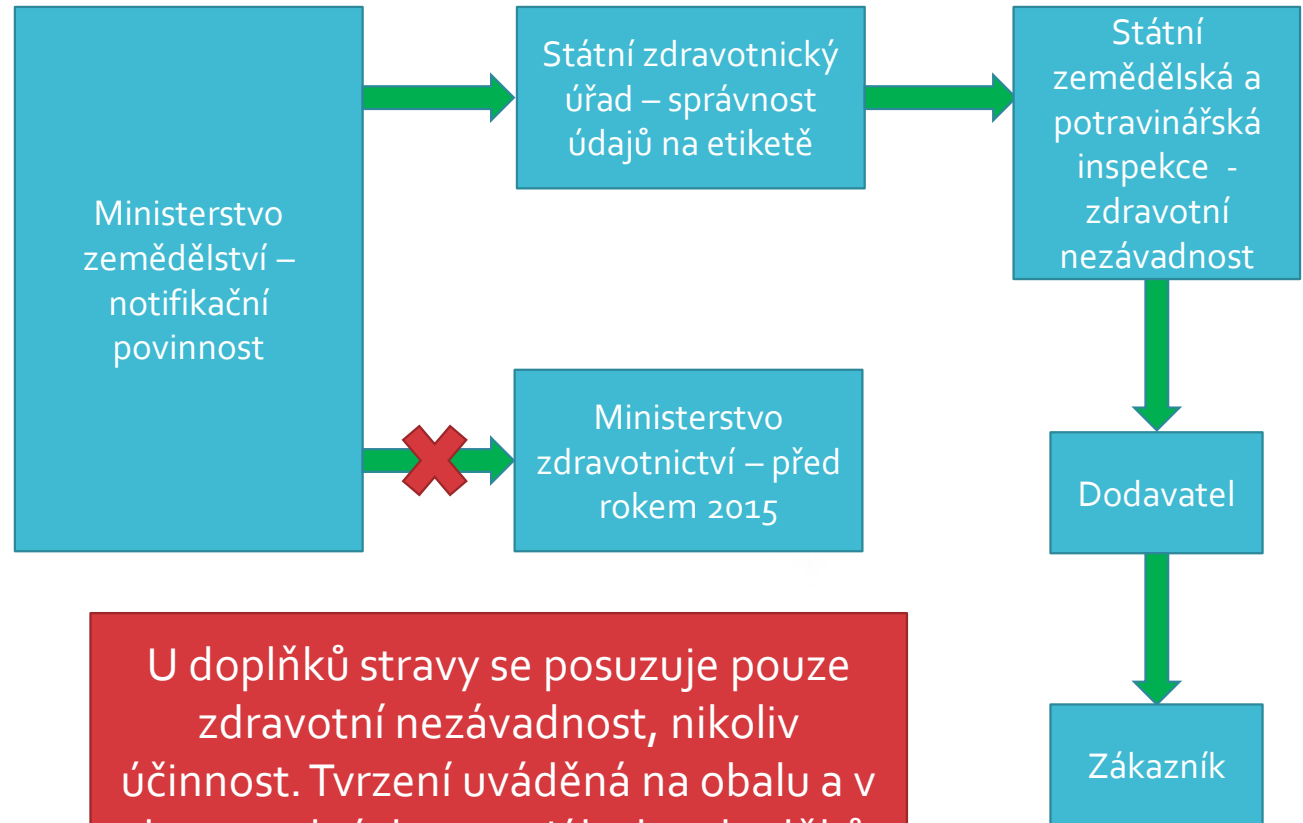 Ministerstvo
zemědělství –
notifikační
povinnost
Státní zdravotnický
úřad – správnost
údajů na etiketě
Státní
zemědělská a
potravinářská
inspekce -
zdravotní
nezávadnost
Ministerstvo
zdravotnictví – před
rokem 2015
Dodavatel
Zákazník
U doplňků stravy se posuzuje pouze
zdravotní nezávadnost, nikoliv
účinnost. Tvrzení uváděná na obalu a v